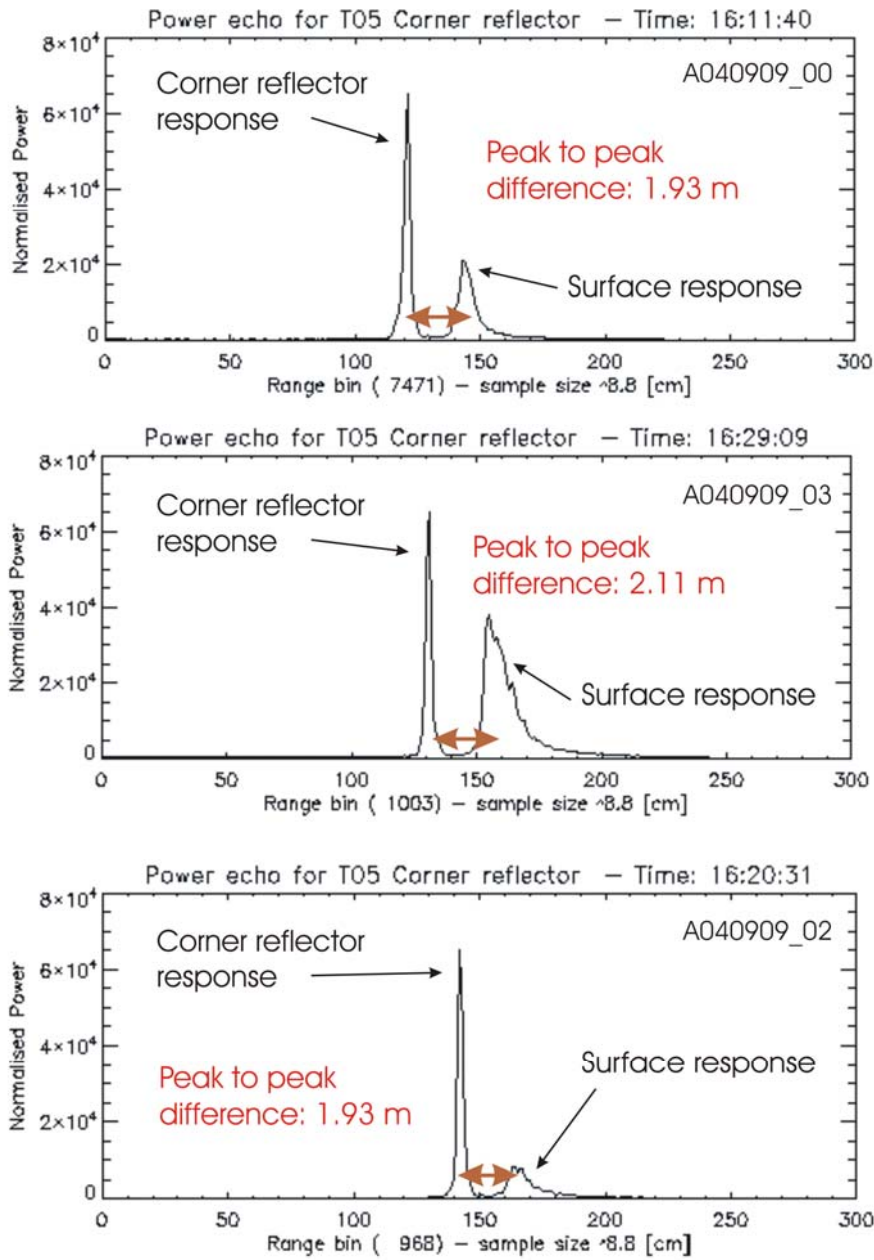 Power echo for T05 Corner reflector – Time: 16:11:40
8×10⁴
A040909_00
Corner reflector
response
6×10⁴
Peak to peak
difference: 1.93 m
Normalised Power
4×10⁴
2×10⁴
Surface response
0
0 50 100 150 200 250 300
Range bin ( 7471) – sample size ~8.8 [cm]
Power echo for T05 Corner reflector – Time: 16:29:09
8×10⁴
A040909_03
Corner reflector
response
6×10⁴
Peak to peak
difference: 2.11 m
Normalised Power
4×10⁴
2×10⁴
Surface response
0
0 50 100 150 200 250 300
Range bin ( 1003) – sample size ~8.8 [cm]
Power echo for T05 Corner reflector – Time: 16:20:31
8×10⁴
A040909_02
Corner reflector
response
6×10⁴
Normalised Power
4×10⁴
Surface response
Peak to peak
difference: 1.93 m
2×10⁴
0
0 50 100 150 200 250 300
Range bin ( 968) – sample size ~8.8 [cm]